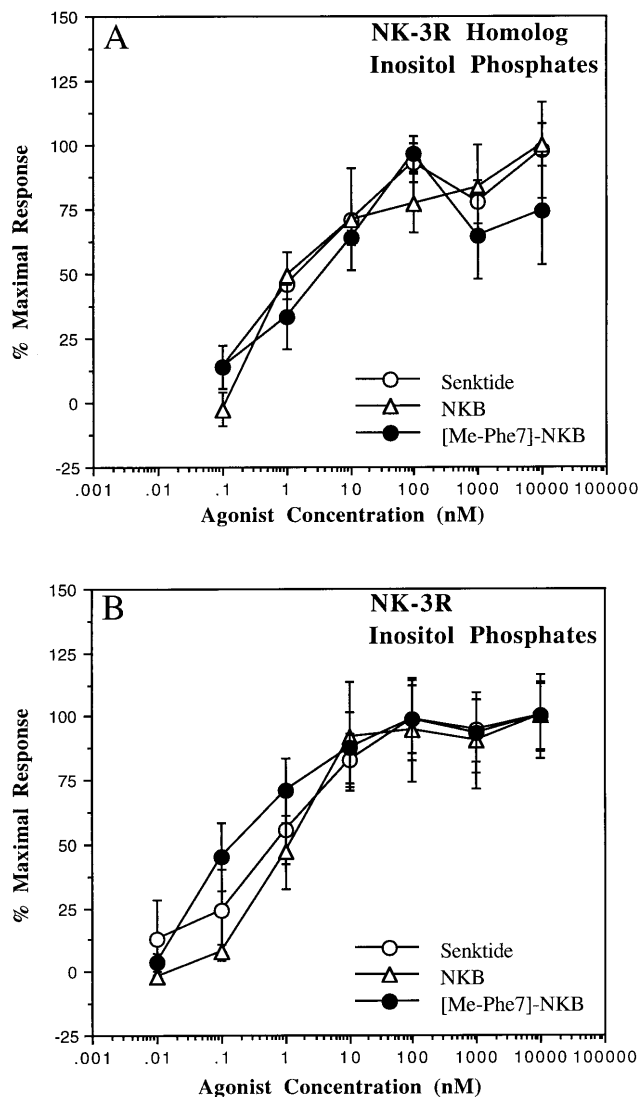 A
NK-3R Homolog
Inositol Phosphates
% Maximal Response
150
125
100
75
50
25
0
-25
Senktide
NKB
[Me-Phe7]-NKB
.001 .01 .1 1 10 100 1000 10000 100000
Agonist Concentration (nM)
B
NK-3R
Inositol Phosphates
% Maximal Response
150
125
100
75
50
25
0
-25
Senktide
NKB
[Me-Phe7]-NKB
.001 .01 .1 1 10 100 1000 10000 100000
Agonist Concentration (nM)